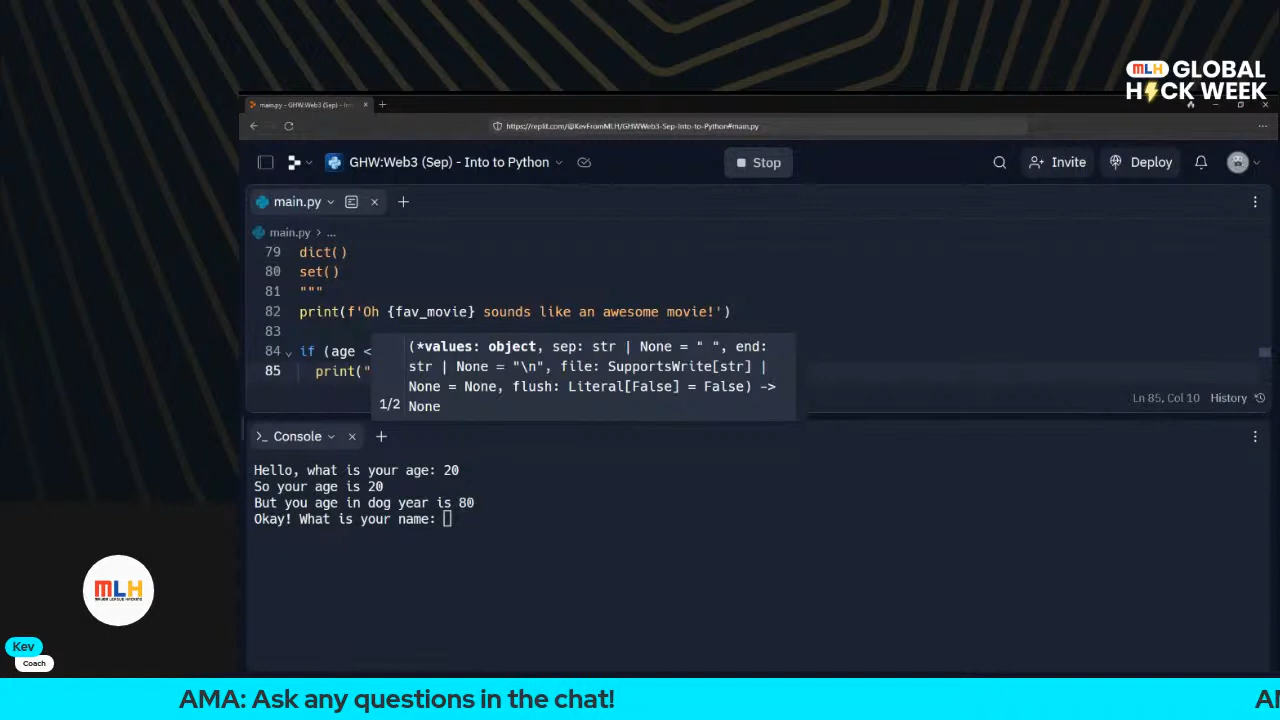 MLH GLOBAL
HACK WEEK
main.py - GHW:Web3 (Sep) - Into
https://replit.com/@KevFromMLH/GHWWeb3-Sep-Into-to-Python#main.py
GHW:Web3 (Sep) - Into to Python
Stop
Invite
Deploy
main.py
main.py > ...
79 dict()
80 set()
81 """
82 print(f'Oh {fav_movie} sounds like an awesome movie!')
83
84 if (age <
85 print("
(*values: object, sep: str | None = " ", end:
str | None = "\n", file: SupportsWrite[str] |
None = None, flush: Literal[False] = False) ->
1/2 None
Ln 85, Col 10 History
>_ Console
Hello, what is your age: 20
So your age is 20
But you age in dog year is 80
Okay! What is your name:
MLH
MAJOR LEAGUE HACKING
Kev
Coach
AMA: Ask any questions in the chat!
AM